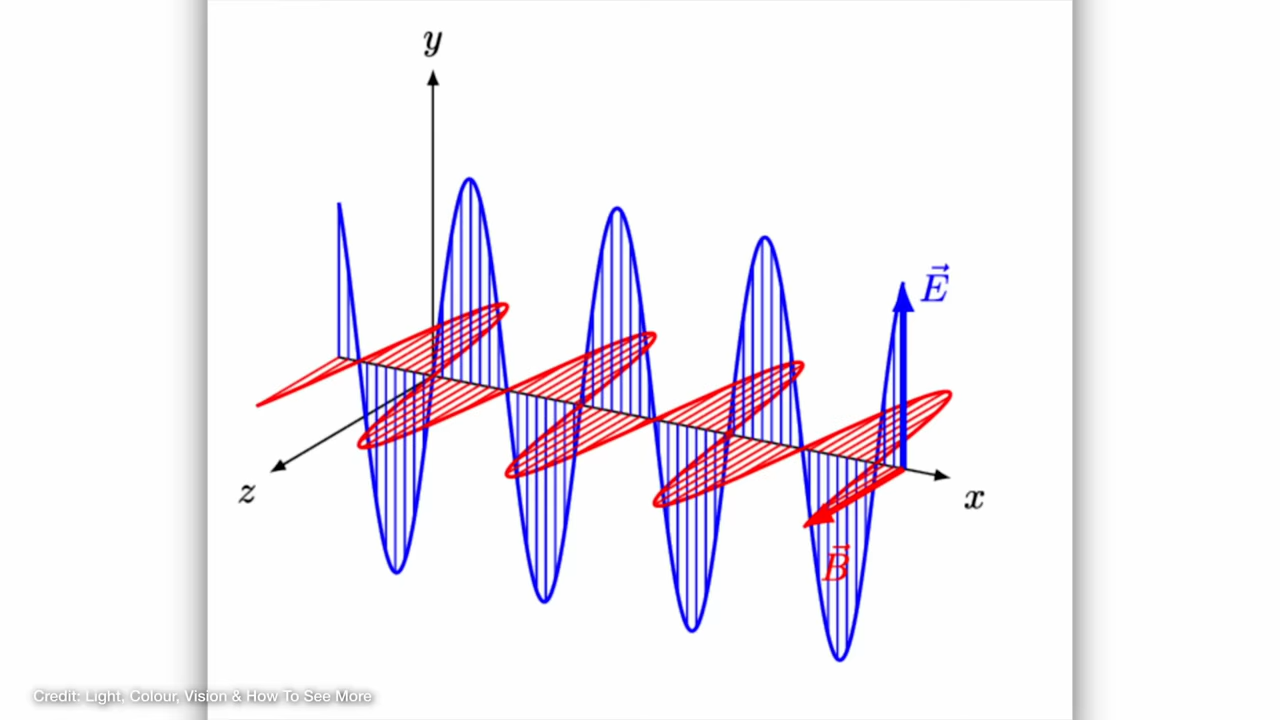 y
E⃗
z
x
B⃗
Credit: Light, Colour, Vision & How To See More